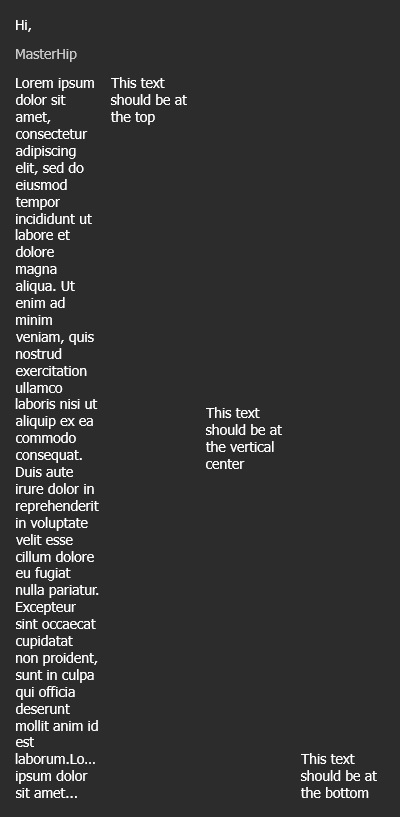 Hi,
MasterHip
Lorem ipsum
dolor sit
amet,
consectetur
adipiscing
elit, sed do
eiusmod
tempor
incididunt ut
labore et
dolore
magna
aliqua. Ut
enim ad
minim
veniam, quis
nostrud
exercitation
ullamco
laboris nisi ut
aliquip ex ea
commodo
consequat.
Duis aute
irure dolor in
reprehenderit
in voluptate
velit esse
cillum dolore
eu fugiat
nulla pariatur.
Excepteur
sint occaecat
cupidatat
non proident,
sunt in culpa
qui officia
deserunt
mollit anim id
est
laborum.Lo...
ipsum dolor
sit amet...
This text
should be at
the top
This text
should be at
the vertical
center
This text
should be at
the bottom